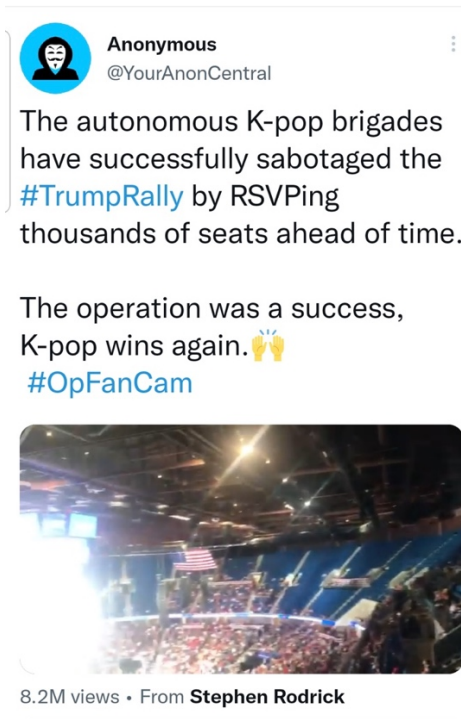 Anonymous
@YourAnonCentral
The autonomous K-pop brigades
have successfully sabotaged the
#TrumpRally by RSVPing
thousands of seats ahead of time.
The operation was a success,
K-pop wins again.🙌
#OpFanCam
8.2M views • From Stephen Rodrick